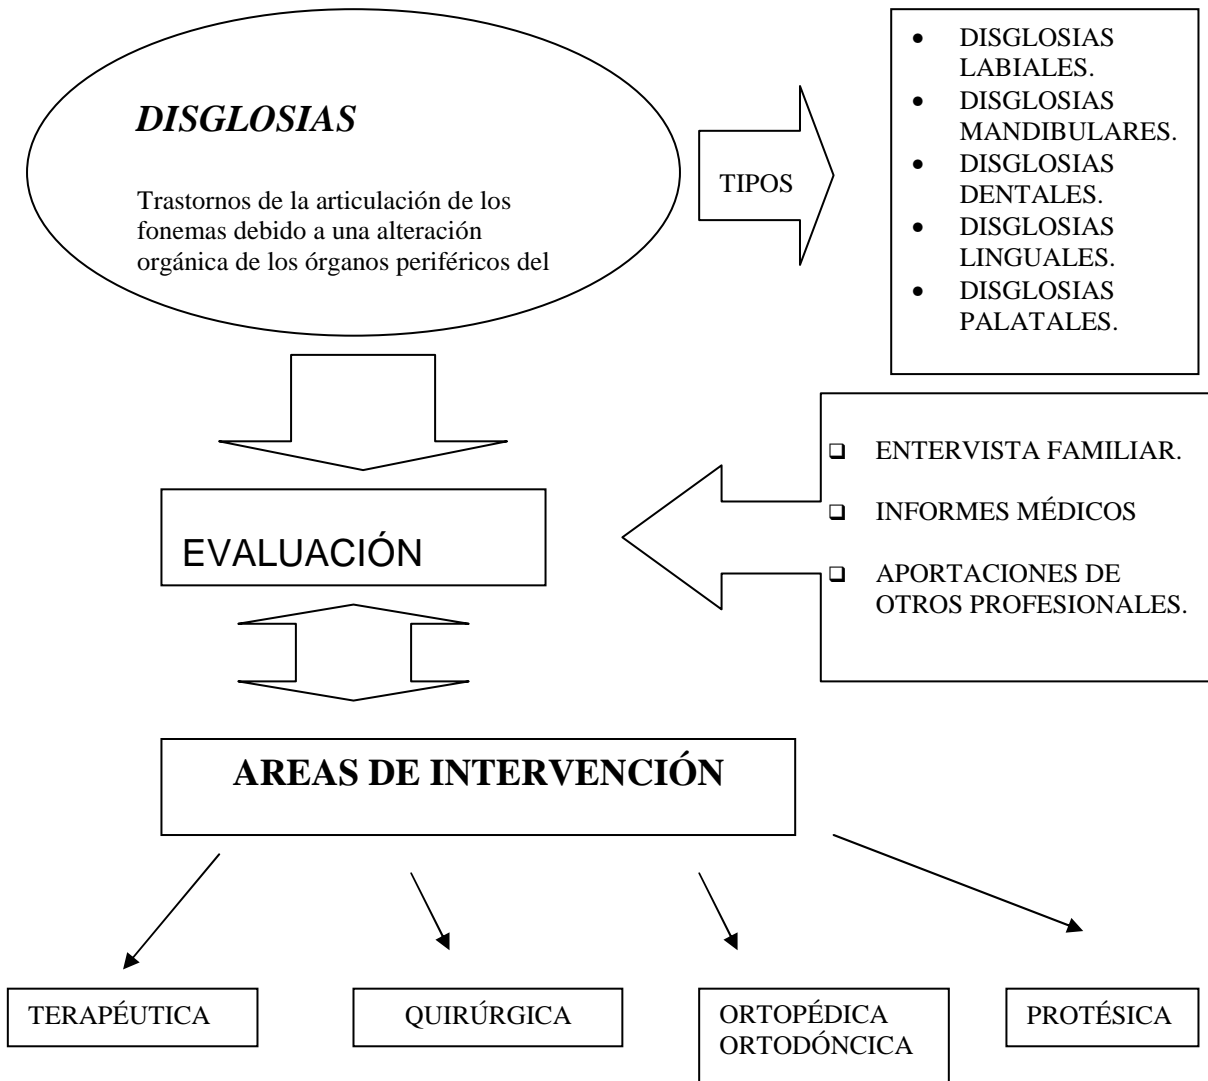 DISGLOSIAS
Trastornos de la articulación de los
fonemas debido a una alteración
orgánica de los órganos periféricos del
TIPOS
• DISGLOSIAS
LABIALES.
• DISGLOSIAS
MANDIBULARES.
• DISGLOSIAS
DENTALES.
• DISGLOSIAS
LINGUALES.
• DISGLOSIAS
PALATALES.
EVALUACIÓN
❑ ENTERVISTA FAMILIAR.
❑ INFORMES MÉDICOS
❑ APORTACIONES DE
OTROS PROFESIONALES.
AREAS DE INTERVENCIÓN
TERAPÉUTICA
QUIRÚRGICA
ORTOPÉDICA
ORTODÓNCICA
PROTÉSICA